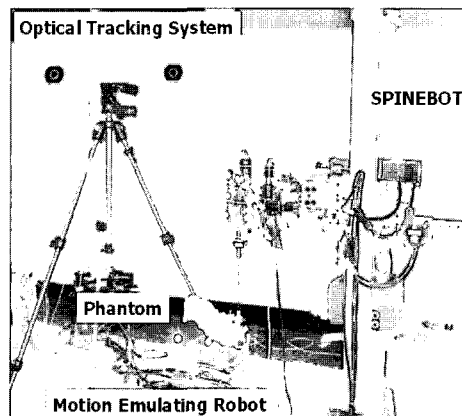 Optical Tracking System
SPINEBOT
Phantom
Motion Emulating Robot